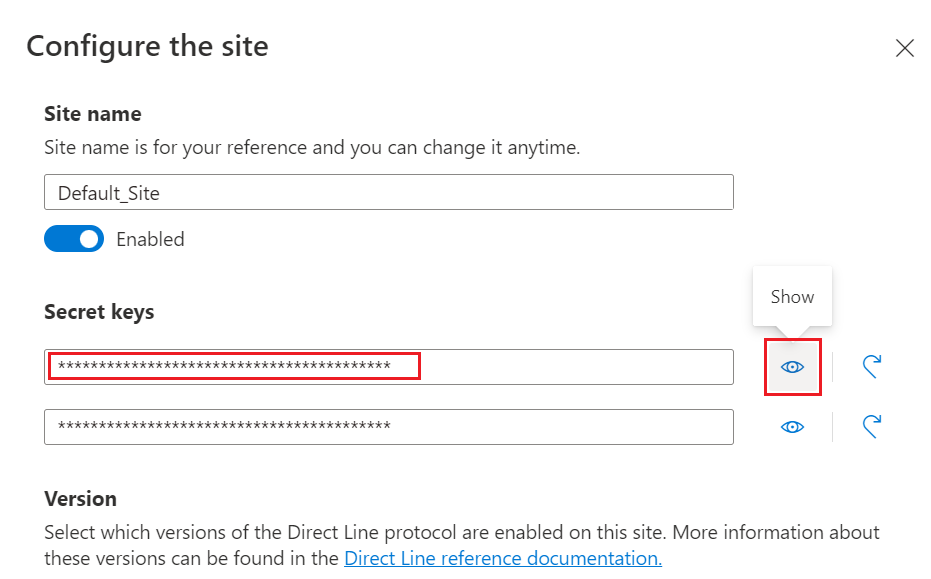 Configure the site
Site name
Site name is for your reference and you can change it anytime.
Default_Site
Enabled
Show
Secret keys
*****************************************
*****************************************
Version
Select which versions of the Direct Line protocol are enabled on this site. More information about
these versions can be found in the Direct Line reference documentation.